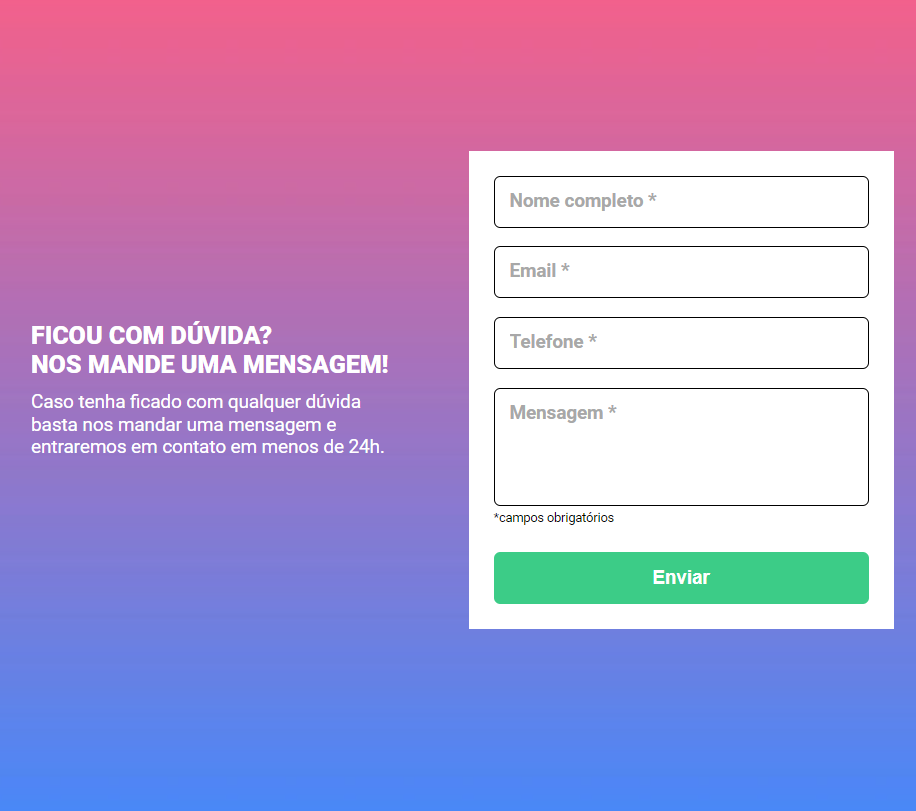 FICOU COM DÚVIDA?
NOS MANDE UMA MENSAGEM!
Caso tenha ficado com qualquer dúvida
basta nos mandar uma mensagem e
entraremos em contato em menos de 24h.
Nome completo *
Email *
Telefone *
Mensagem *
*campos obrigatórios
Enviar